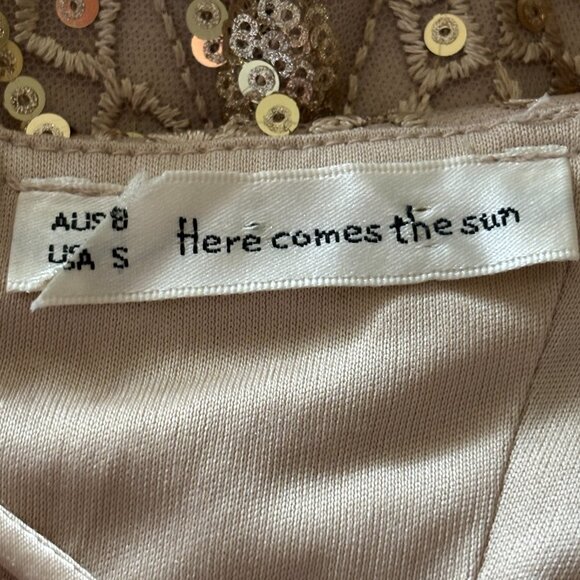 AUS 8
USA S
Here comes the sun